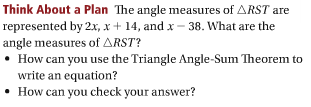 Think About a Plan The angle measures of △RST are
represented by 2x, x + 14, and x − 38. What are the
angle measures of △RST?
• How can you use the Triangle Angle-Sum Theorem to
write an equation?
• How can you check your answer?